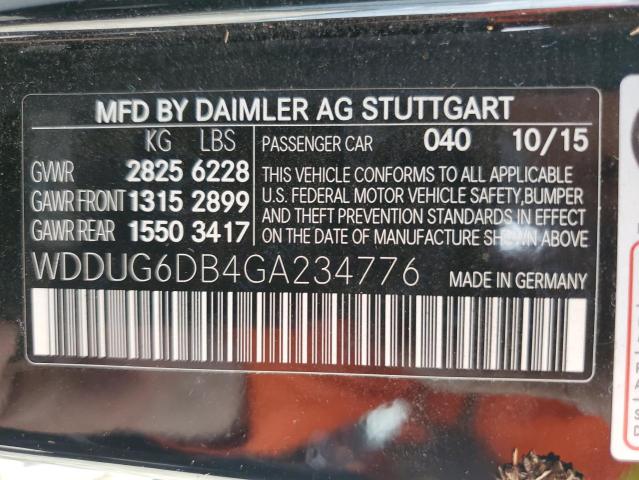 MFD BY DAIMLER AG STUTTGART
KG LBS
GVWR 2825 6228
GAWR FRONT 1315 2899
GAWR REAR 1550 3417
PASSENGER CAR 040 10/15
THIS VEHICLE CONFORMS TO ALL APPLICABLE
U.S. FEDERAL MOTOR VEHICLE SAFETY, BUMPER
AND THEFT PREVENTION STANDARDS IN EFFECT
ON THE DATE OF MANUFACTURE SHOWN ABOVE
WDDUG6DB4GA234776
MADE IN GERMANY